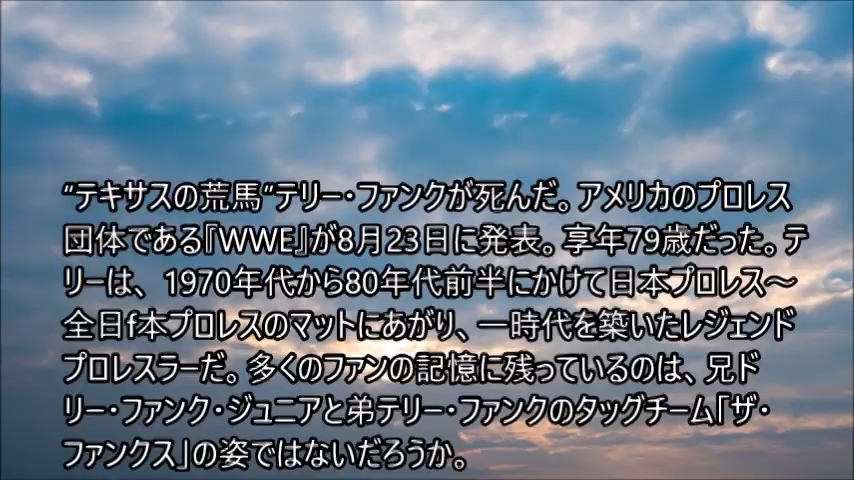 “テキサスの荒馬”テリー・ファンクが死んだ。アメリカのプロレス
団体である『WWE』が8月23日に発表。享年79歳だった。テ
リーは、1970年代から80年代前半にかけて日本プロレス～
全日f本プロレスのマットにあがり、一時代を築いたレジェンド
プロレスラーだ。多くのファンの記憶に残っているのは、兄ド
リー・ファンク・ジュニアと弟テリー・ファンクのタッグチーム「ザ・
ファンクス」の姿ではないだろうか。